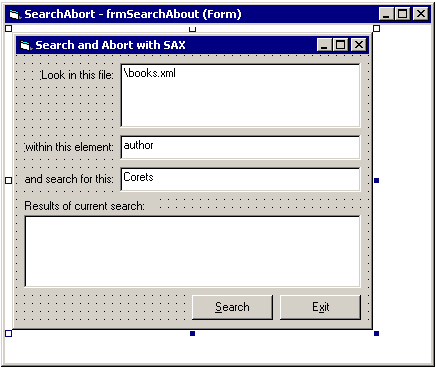 SearchAbort - frmSearchAbout (Form)
Search and Abort with SAX
Look in this file: \books.xml
within this element: author
and search for this: Corets
Results of current search:
Search Exit